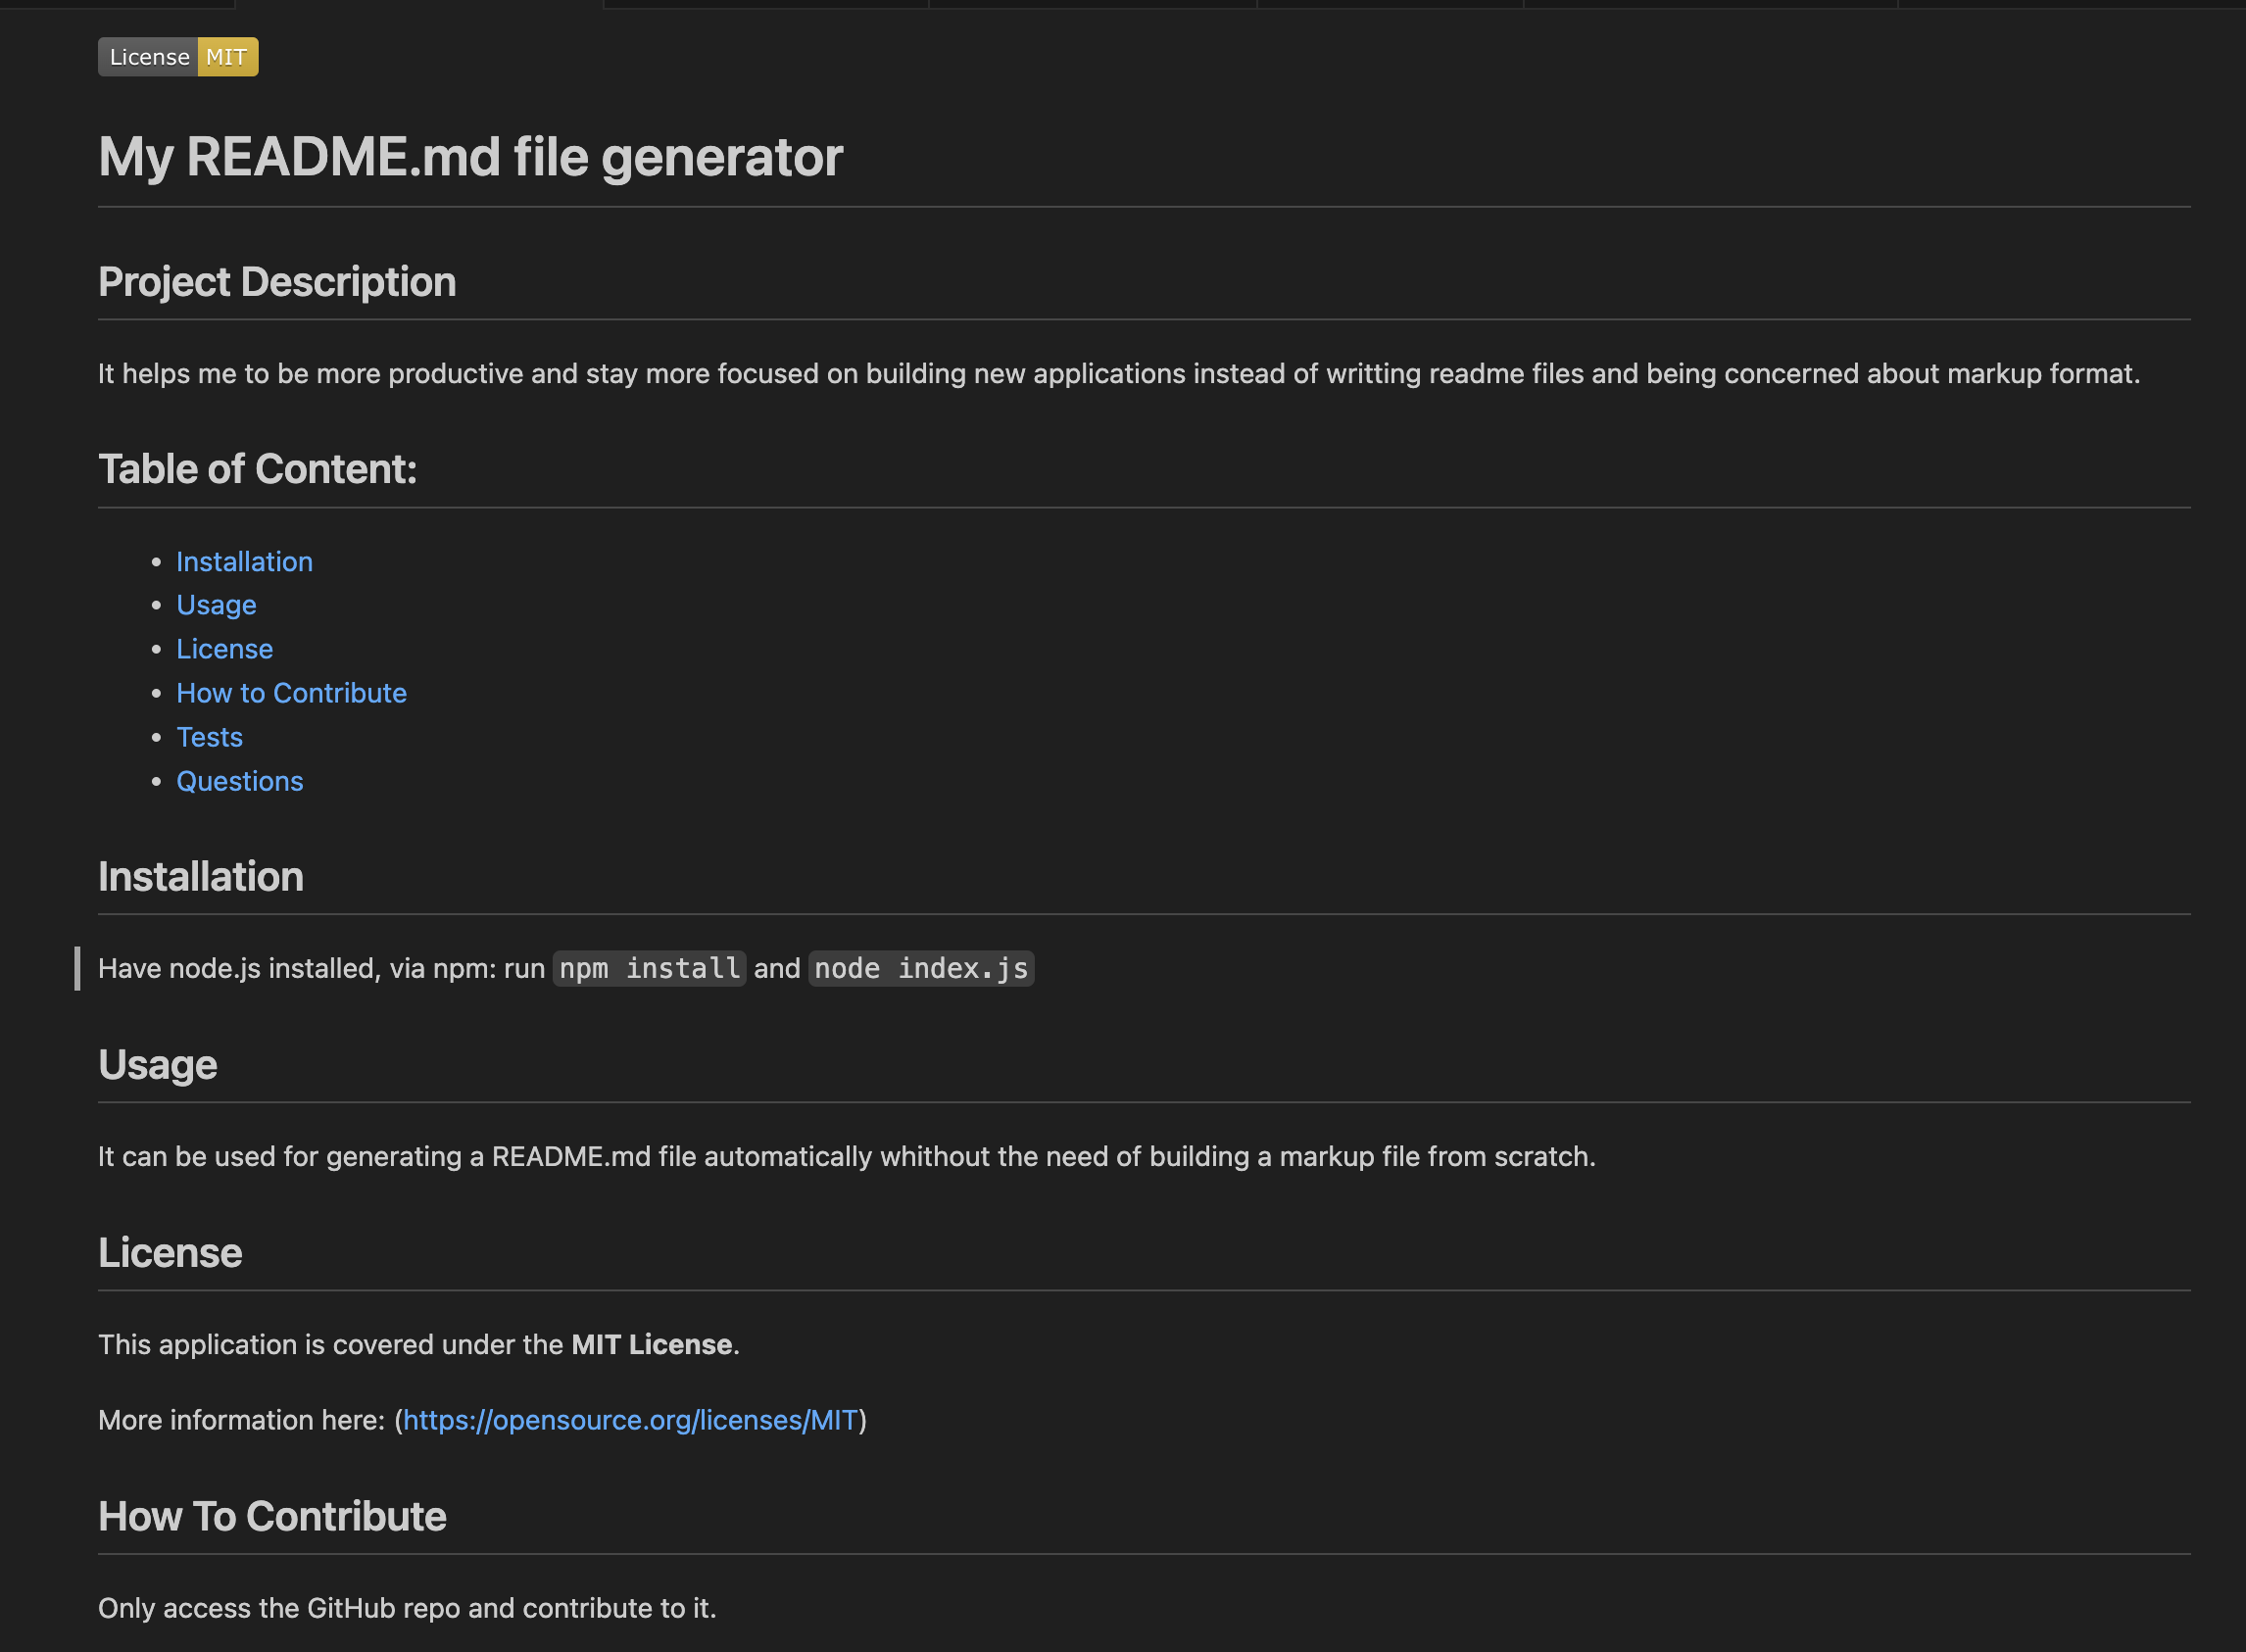 License MIT
My README.md file generator
Project Description
It helps me to be more productive and stay more focused on building new applications instead of writting readme files and being concerned about markup format.
Table of Content:
Installation
Usage
License
How to Contribute
Tests
Questions
Installation
Have node.js installed, via npm: run npm install and node index.js
Usage
It can be used for generating a README.md file automatically whithout the need of building a markup file from scratch.
License
This application is covered under the MIT License.
More information here: (https://opensource.org/licenses/MIT)
How To Contribute
Only access the GitHub repo and contribute to it.